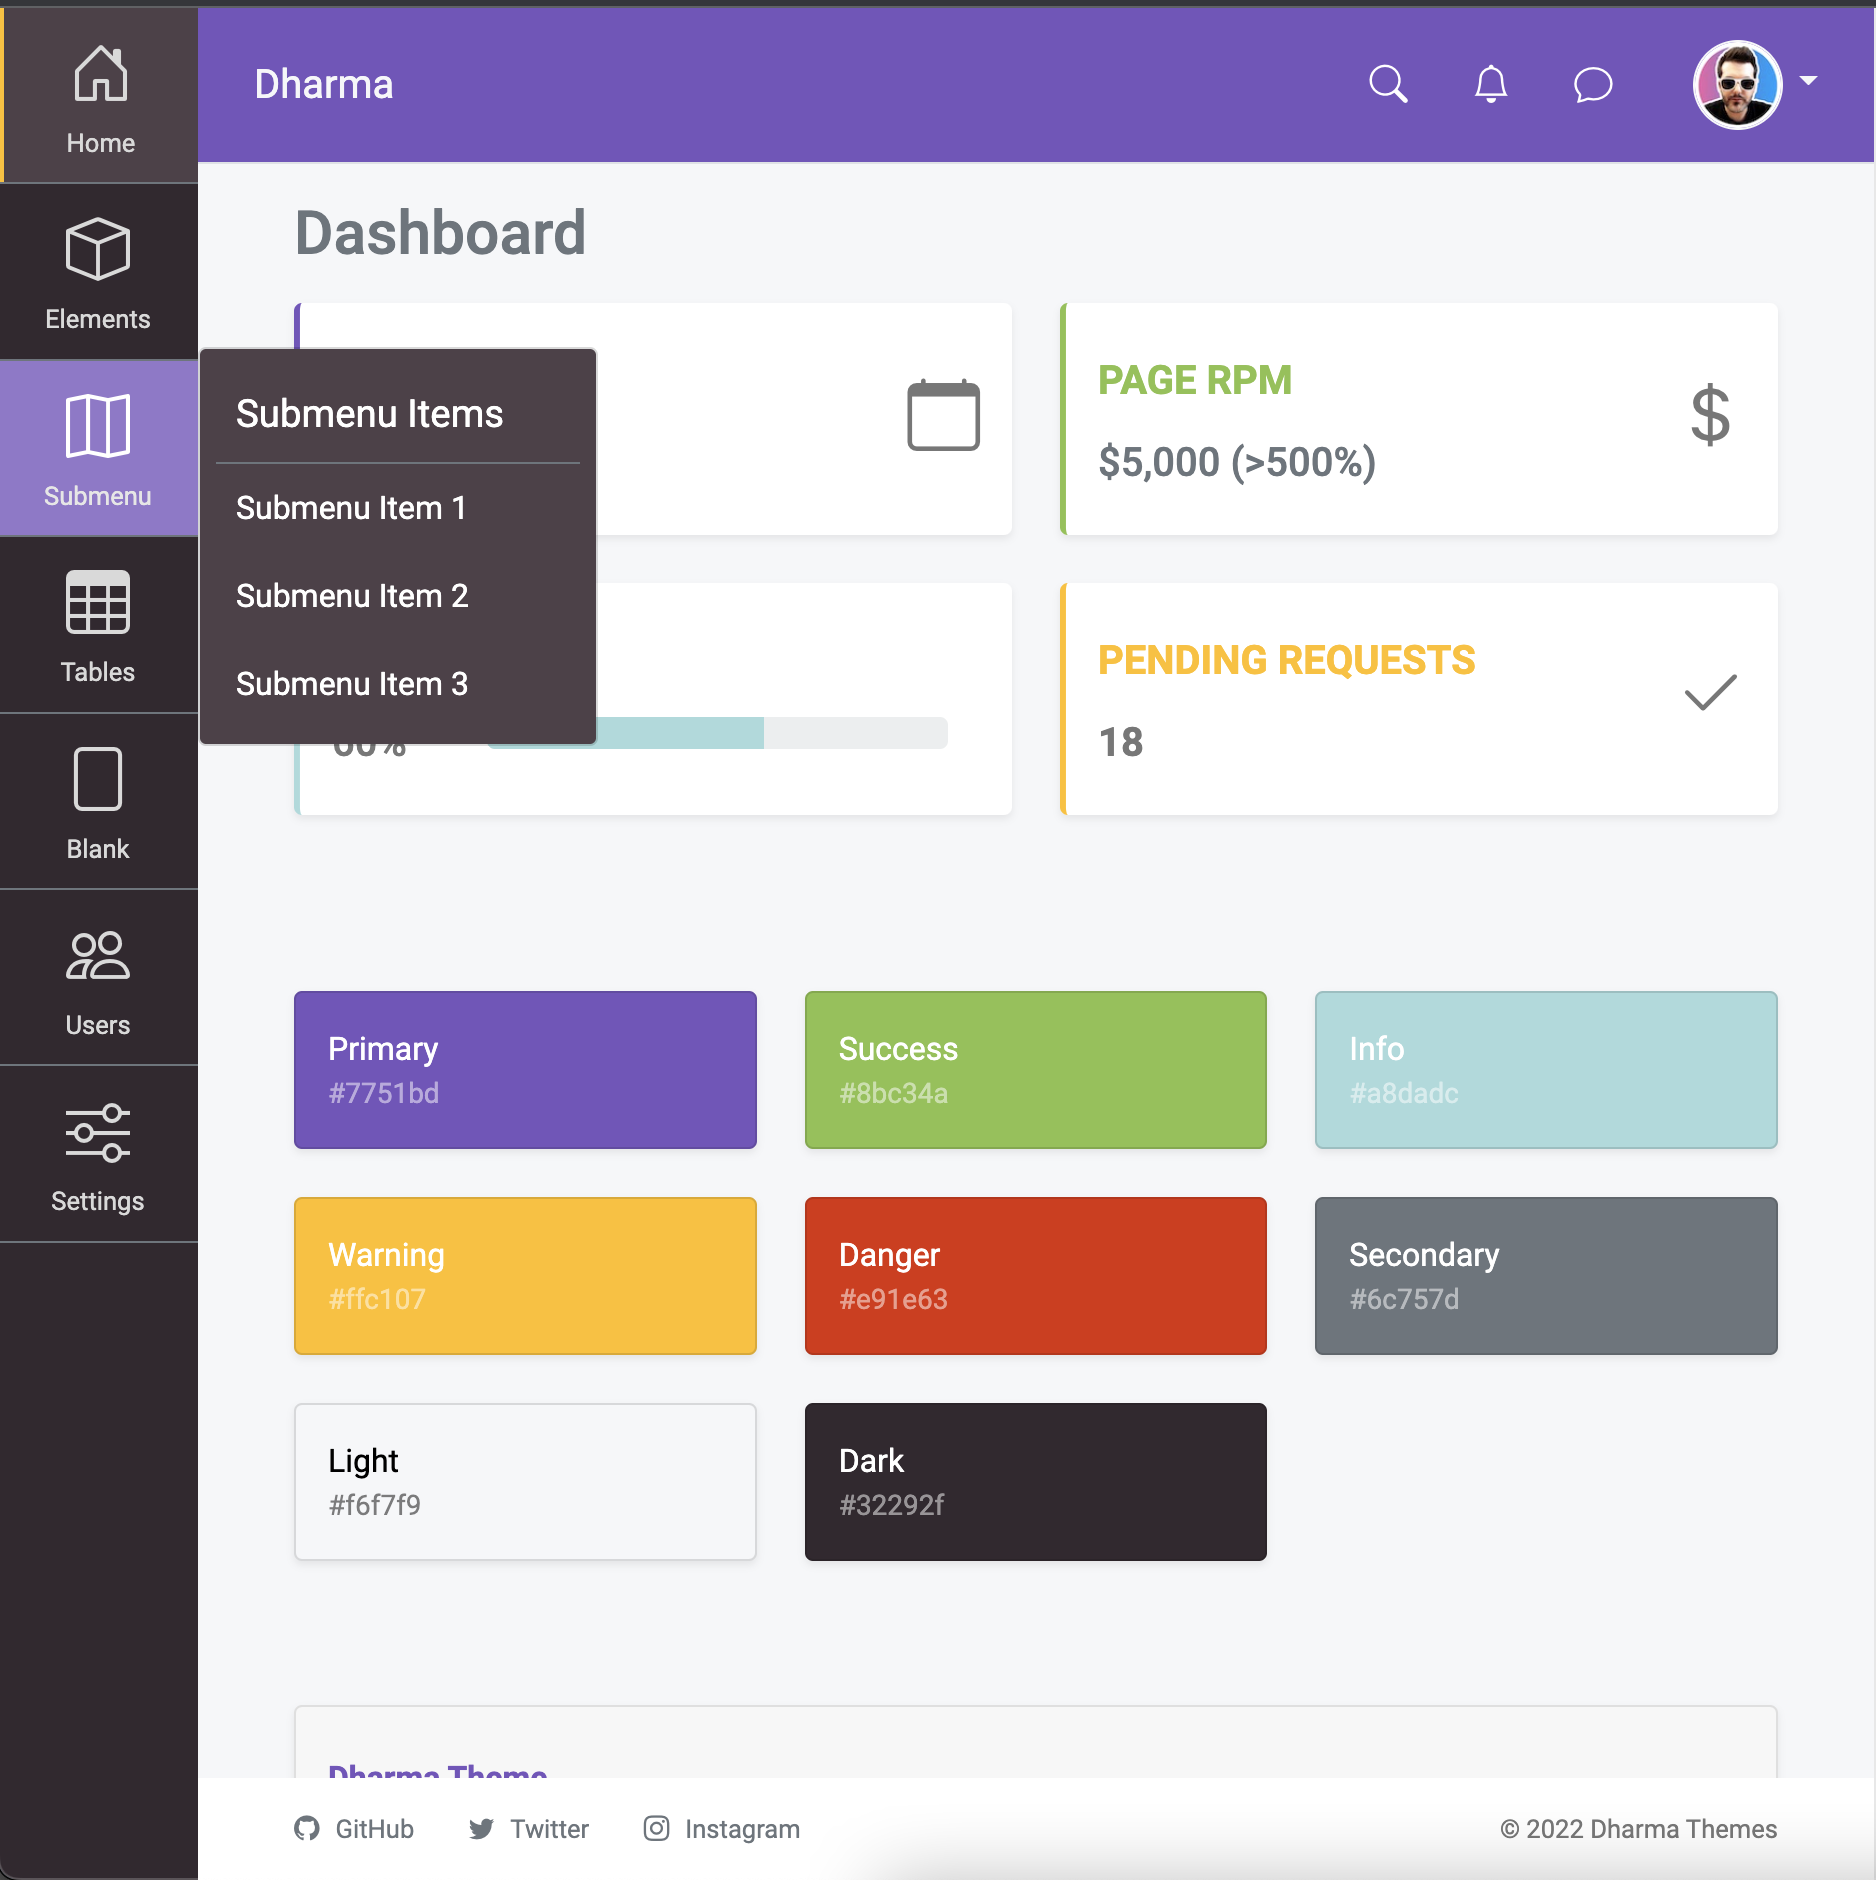 Dharma
Home
Elements
Submenu
Tables
Blank
Users
Settings
Dashboard
Submenu Items
Submenu Item 1
Submenu Item 2
Submenu Item 3
PAGE RPM
$5,000 (>500%)
$
PENDING REQUESTS
18
Primary
#7751bd
Success
#8bc34a
Info
#a8dadc
Warning
#ffc107
Danger
#e91e63
Secondary
#6c757d
Light
#f6f7f9
Dark
#32292f
Dharma Theme
GitHub
Twitter
Instagram
© 2022 Dharma Themes